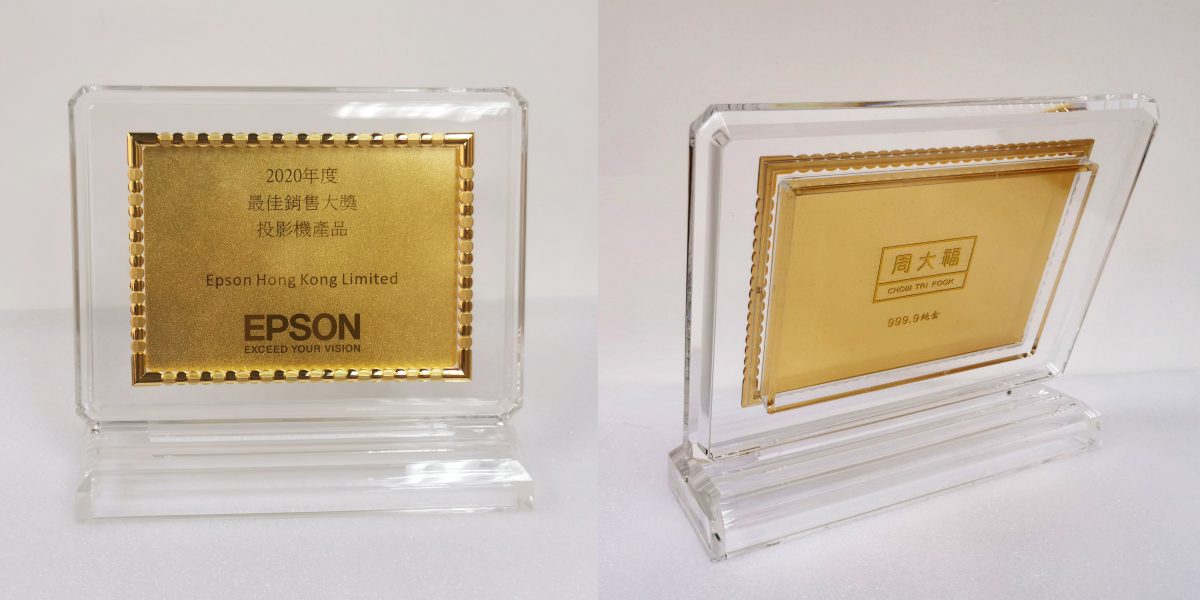 2020年度
最佳銷售大獎
投影機產品
Epson Hong Kong Limited
EPSON
EXCEED YOUR VISION
周大福
CHOW TAI FOOK
999.9純金